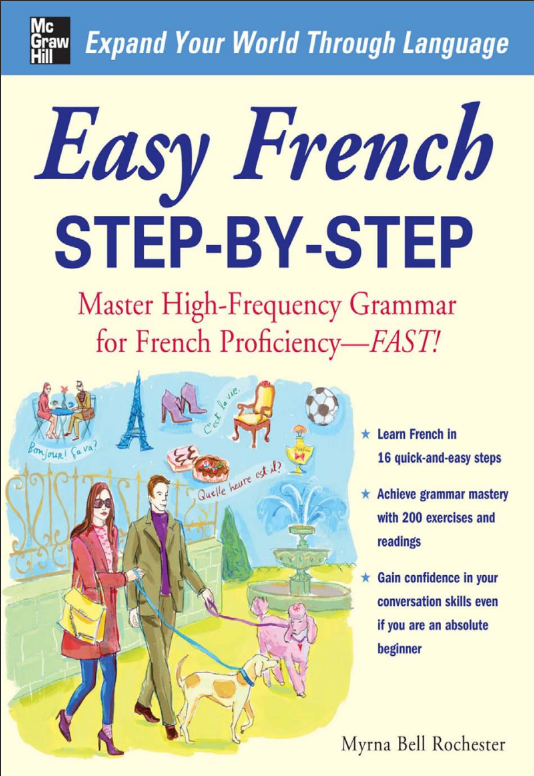 Mc
Graw
Hill
Expand Your World Through Language
Easy French
STEP-BY-STEP
Master High-Frequency Grammar
for French Proficiency—FAST!
Bonjour! Ça va?
C'est la vie.
Quelle heure est-il?
★ Learn French in
16 quick-and-easy steps
★ Achieve grammar mastery
with 200 exercises and
readings
★ Gain confidence in your
conversation skills even
if you are an absolute
beginner
Myrna Bell Rochester